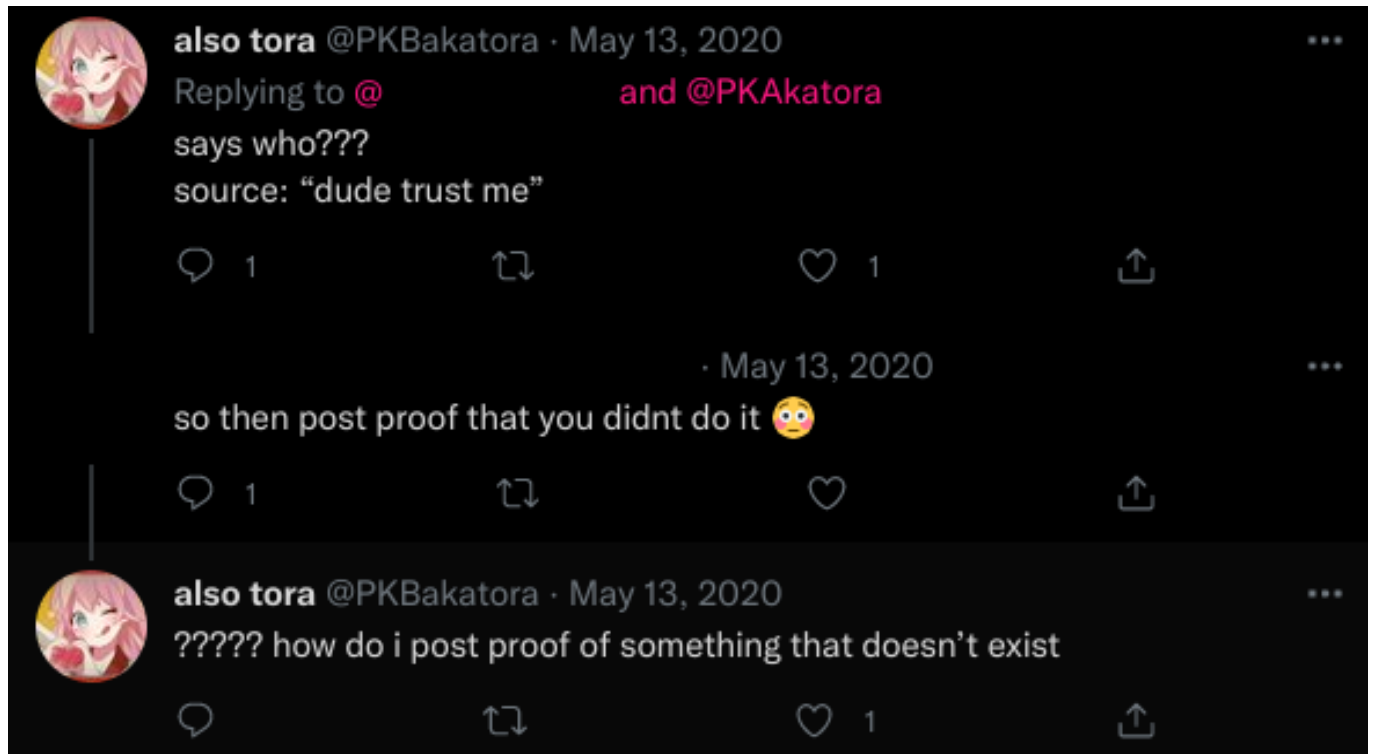 also tora @PKBakatora · May 13, 2020
Replying to @ and @PKAkatora
says who???
source: “dude trust me”
1 1
· May 13, 2020
so then post proof that you didnt do it 😳
1
also tora @PKBakatora · May 13, 2020
????? how do i post proof of something that doesn’t exist
1